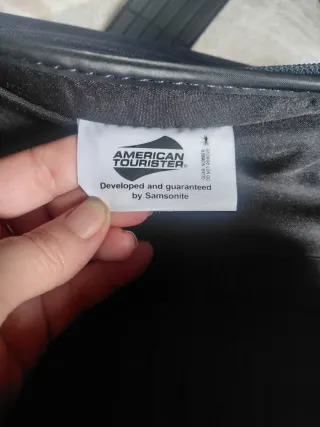 AMERICAN
TOURISTER®
Developed and guaranteed
by Samsonite